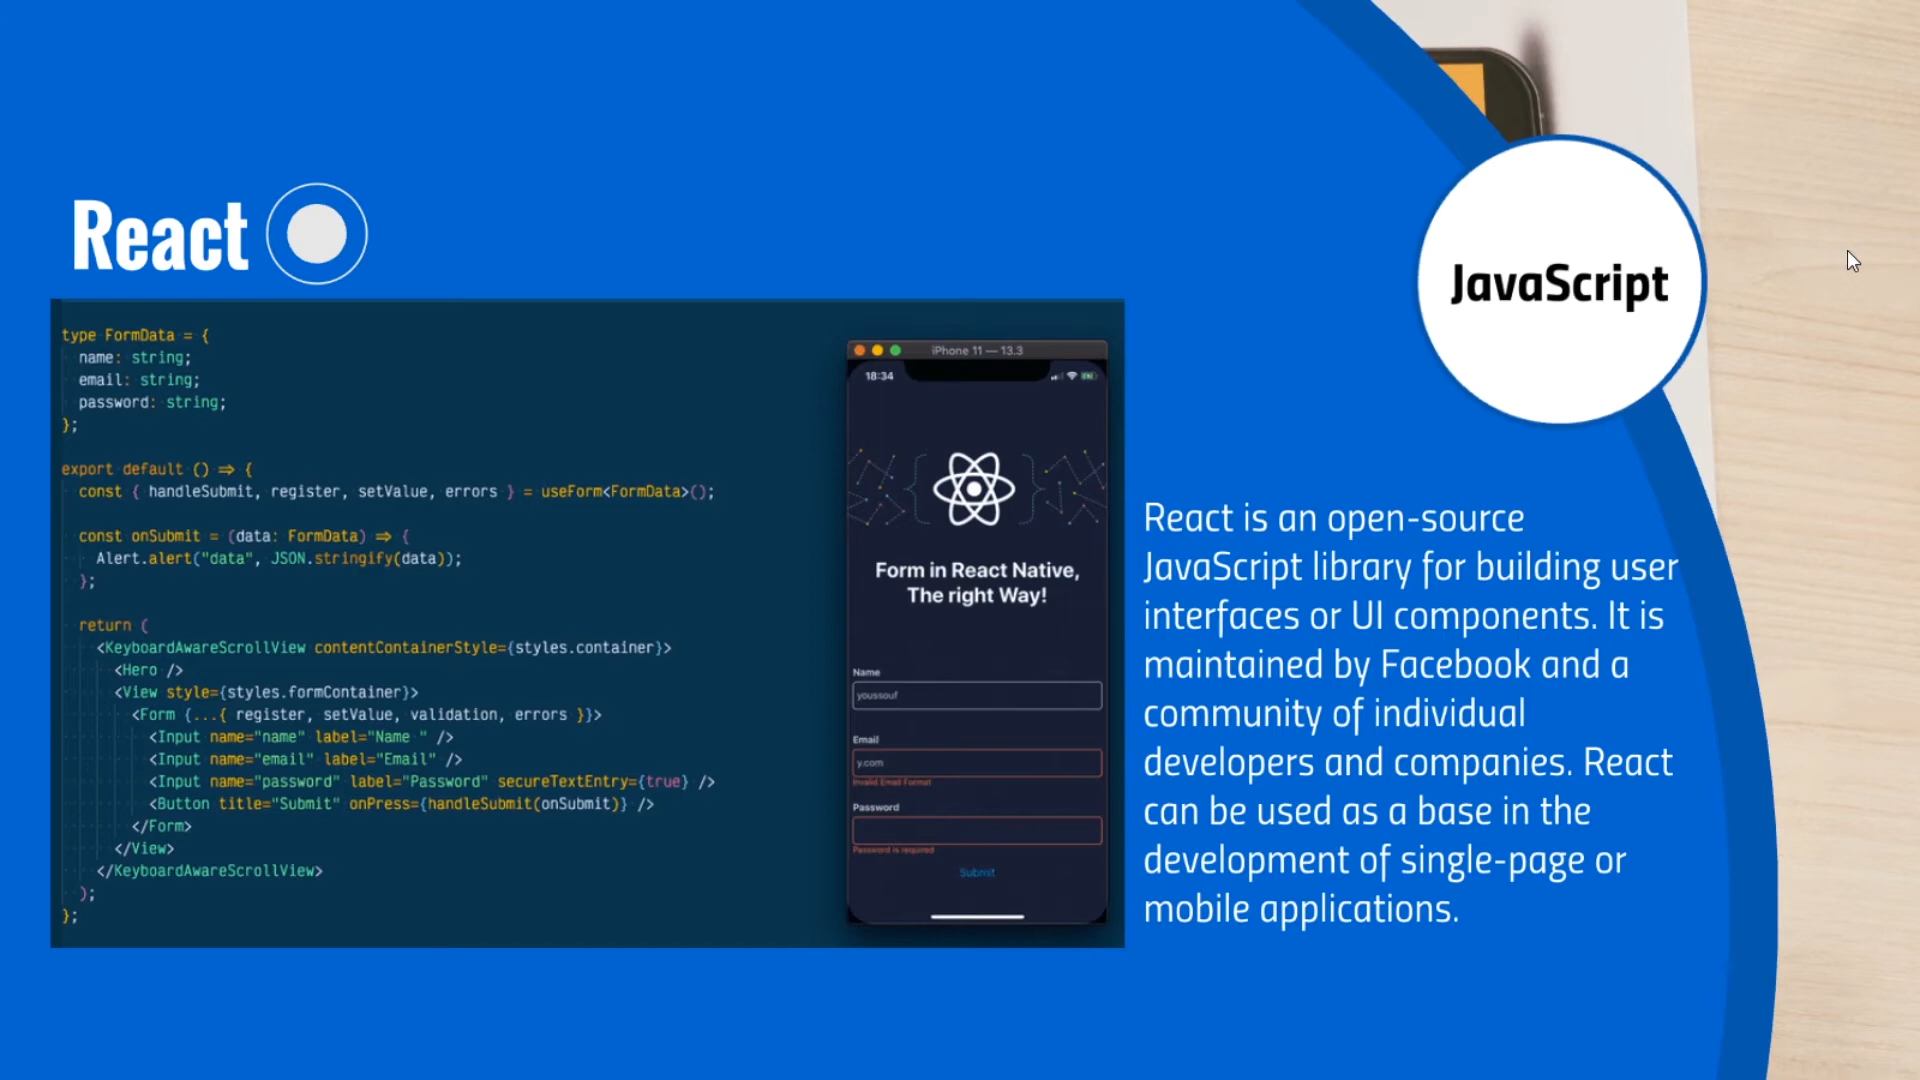 React
JavaScript
type FormData = {
name: string;
email: string;
password: string;
};
export default () => {
const { handleSubmit, register, setValue, errors } = useForm<FormData>();
const onSubmit = (data: FormData) => {
Alert.alert("data", JSON.stringify(data));
};
return (
<KeyboardAwareScrollView contentContainerStyle={styles.container}>
<Hero />
<View style={styles.formContainer}>
<Form {...{ register, setValue, validation, errors }}>
<Input name="name" label="Name " />
<Input name="email" label="Email" />
<Input name="password" label="Password" secureTextEntry={true} />
<Button title="Submit" onPress={handleSubmit(onSubmit)} />
</Form>
</View>
</KeyboardAwareScrollView>
);
};
iPhone 11 — 13.3
18:34
Form in React Native,
The right Way!
Name
youssouf
Email
y.com
Invalid Email Format
Password
Password is required
Submit
React is an open-source
JavaScript library for building user
interfaces or UI components. It is
maintained by Facebook and a
community of individual
developers and companies. React
can be used as a base in the
development of single-page or
mobile applications.